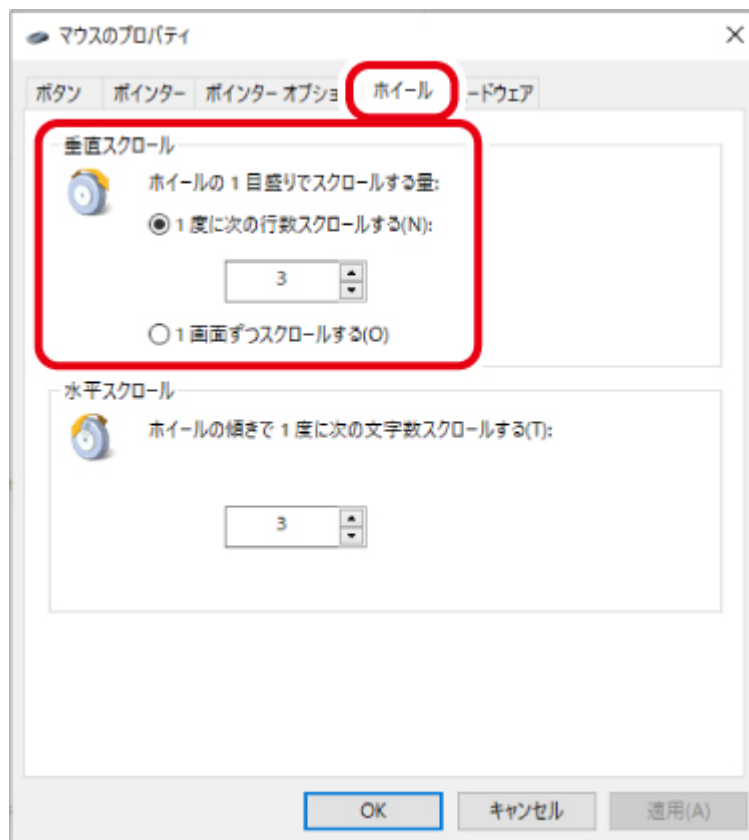 マウスのプロパティ
ボタン ポインター ポインター オプショ ホイール ードウェア
垂直スクロール
ホイールの 1 目盛りでスクロールする量:
1 度に次の行数スクロールする(N):
3
1 画面ずつスクロールする(O)
水平スクロール
ホイールの傾きで 1 度に次の文字数スクロールする(T):
3
OK キャンセル 適用(A)